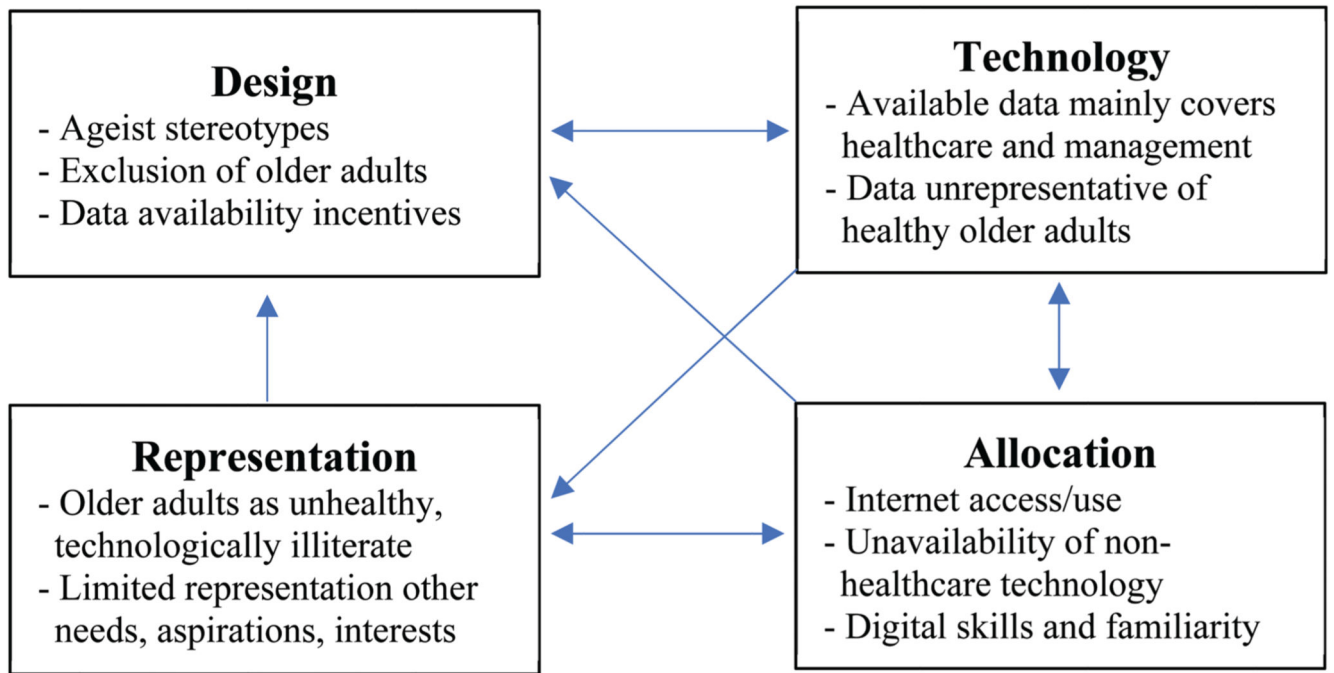 Design
- Ageist stereotypes
- Exclusion of older adults
- Data availability incentives
Technology
- Available data mainly covers
healthcare and management
- Data unrepresentative of
healthy older adults
Representation
- Older adults as unhealthy,
technologically illiterate
- Limited representation other
needs, aspirations, interests
Allocation
- Internet access/use
- Unavailability of non-
healthcare technology
- Digital skills and familiarity